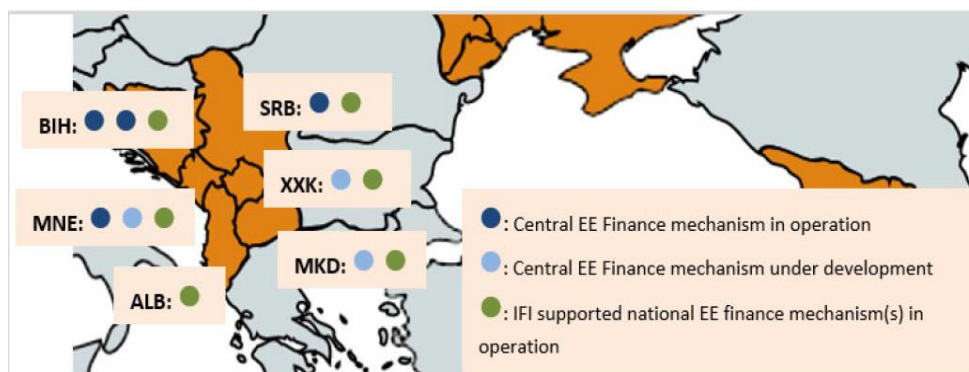 SRB:
BIH:
XXK:
MNE:
MKD:
ALB:
: Central EE Finance mechanism in operation
: Central EE Finance mechanism under development
: IFI supported national EE finance mechanism(s) in
operation